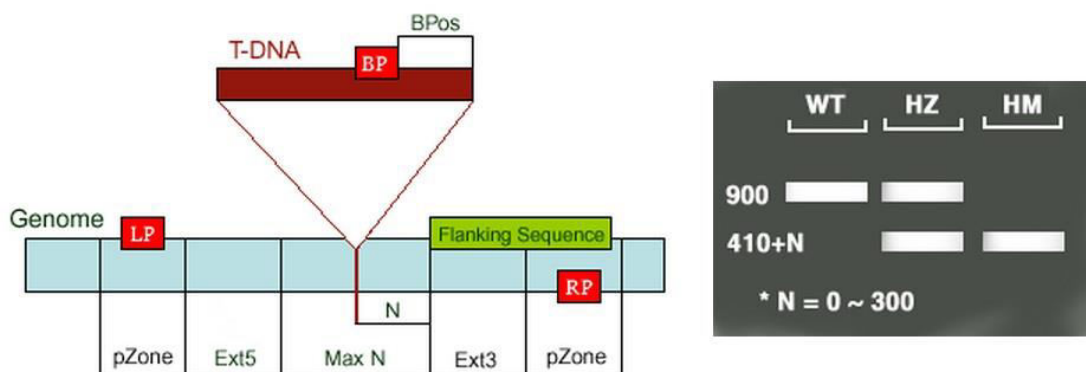 BPos
T-DNA
BP
Genome
LP
Flanking Sequence
RP
N
pZone Ext5 Max N Ext3 pZone
WT HZ HM
900
410+N
* N = 0 ~ 300